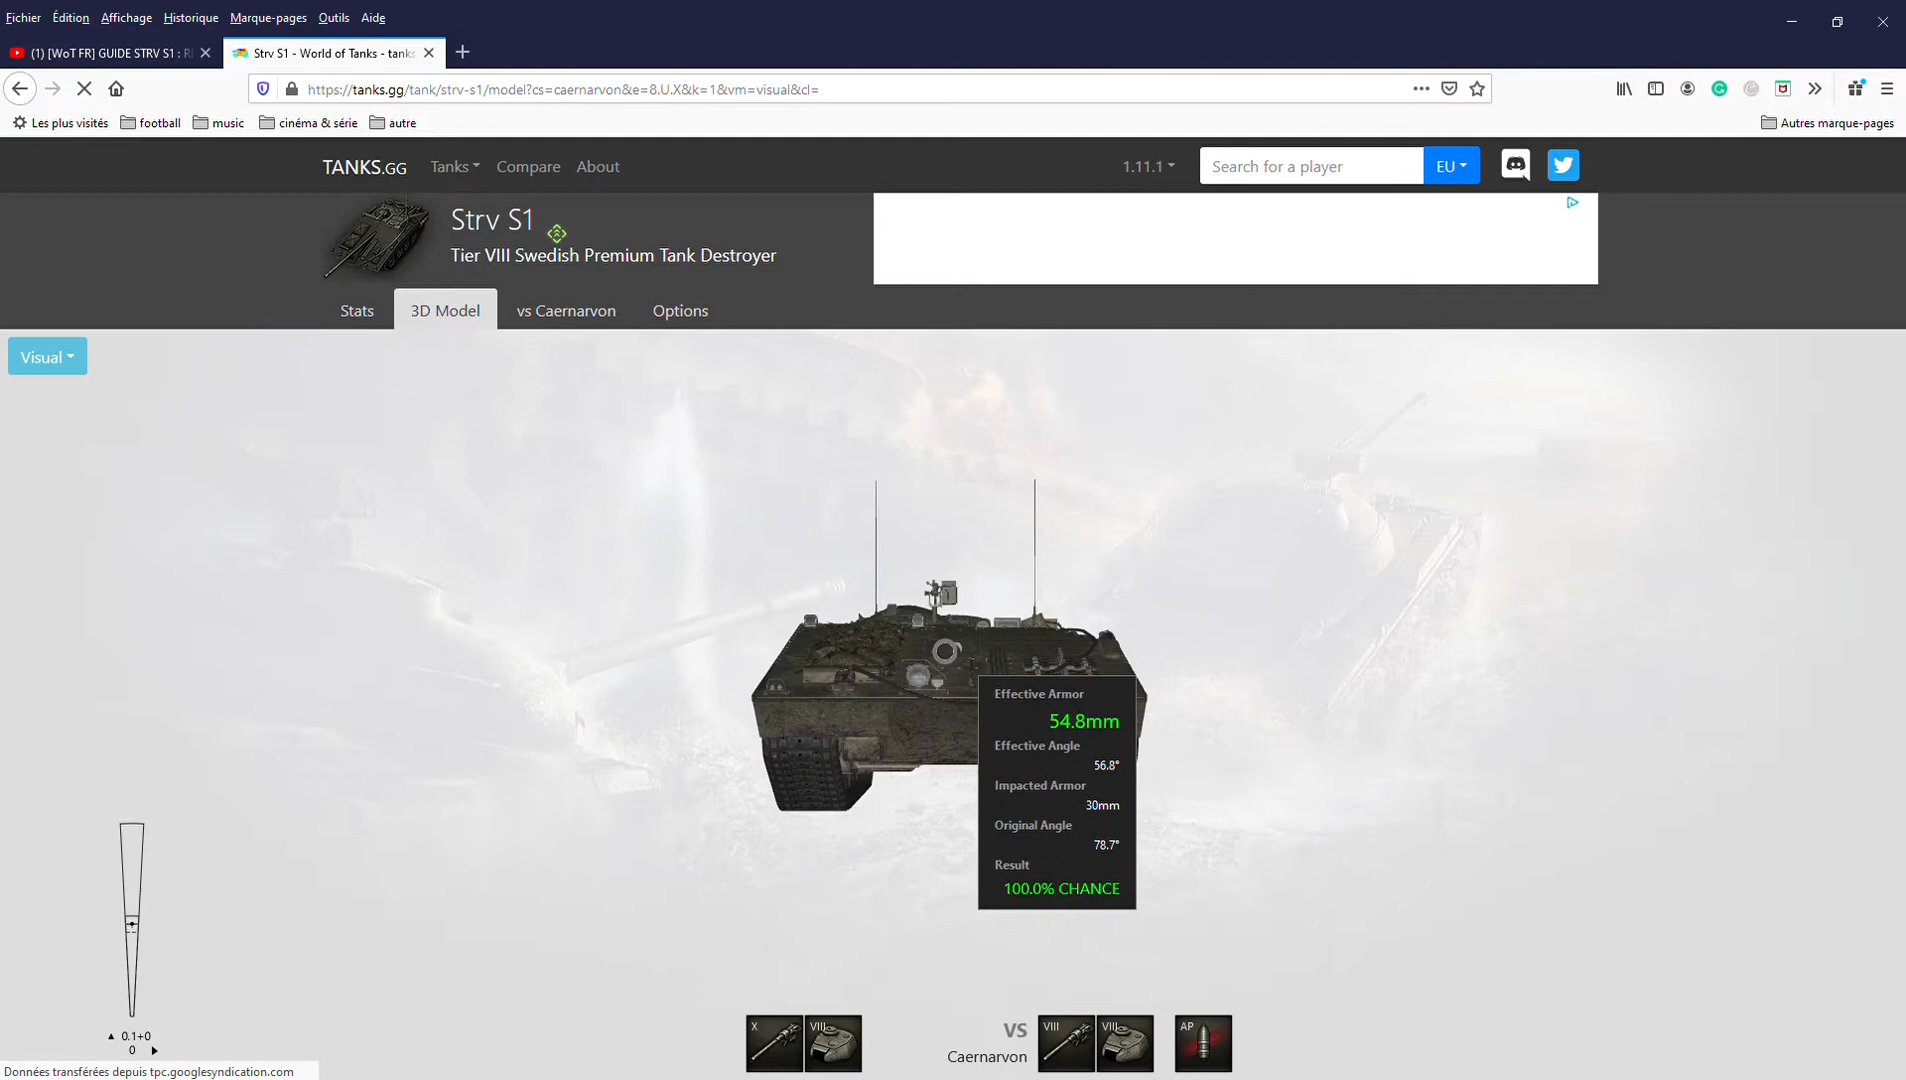 Fichier Édition Affichage Historique Marque-pages Outils Aide
(1) [WoT FR] GUIDE STRV S1 : RI
Strv S1 - World of Tanks - tanks
https://tanks.gg/tank/strv-s1/model?cs=caernarvon&e=8.U.X&k=1&vm=visual&cl=
Les plus visités football music cinéma & série autre
Autres marque-pages
TANKS.GG Tanks Compare About
1.11.1
Search for a player
EU
Strv S1
Tier VIII Swedish Premium Tank Destroyer
Stats 3D Model vs Caernarvon Options
Visual
Effective Armor
54.8mm
Effective Angle
56.8°
Impacted Armor
30mm
Original Angle
78.7°
Result
100.0% CHANCE
0.1+0
0
X VIII
VS
Caernarvon
VIII VIII
AP
Données transférées depuis tpc.googlesyndication.com